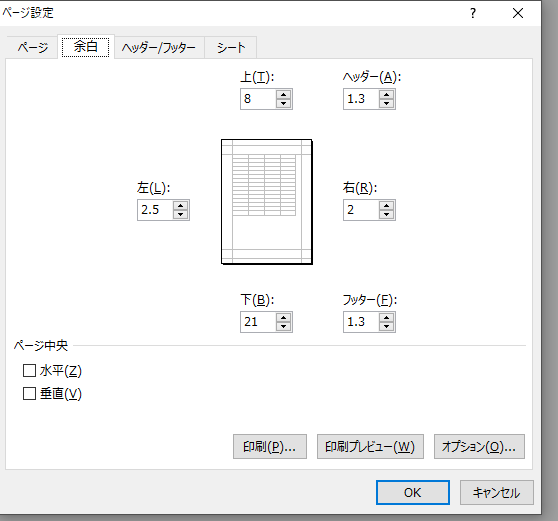 ページ設定
? ×
ページ 余白 ヘッダー/フッター シート
上(T): ヘッダー(A):
8 1.3
左(L): 右(R):
2.5 2
下(B): フッター(F):
21 1.3
ページ中央
水平(Z)
垂直(V)
印刷(P)... 印刷プレビュー(W) オプション(O)...
OK キャンセル